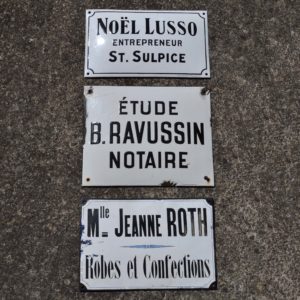 NOËL LUSSO
ENTREPRENEUR
ST. SULPICE
ÉTUDE
B. RAVUSSIN
NOTAIRE
Mlle JEANNE ROTH
Robes et Confections